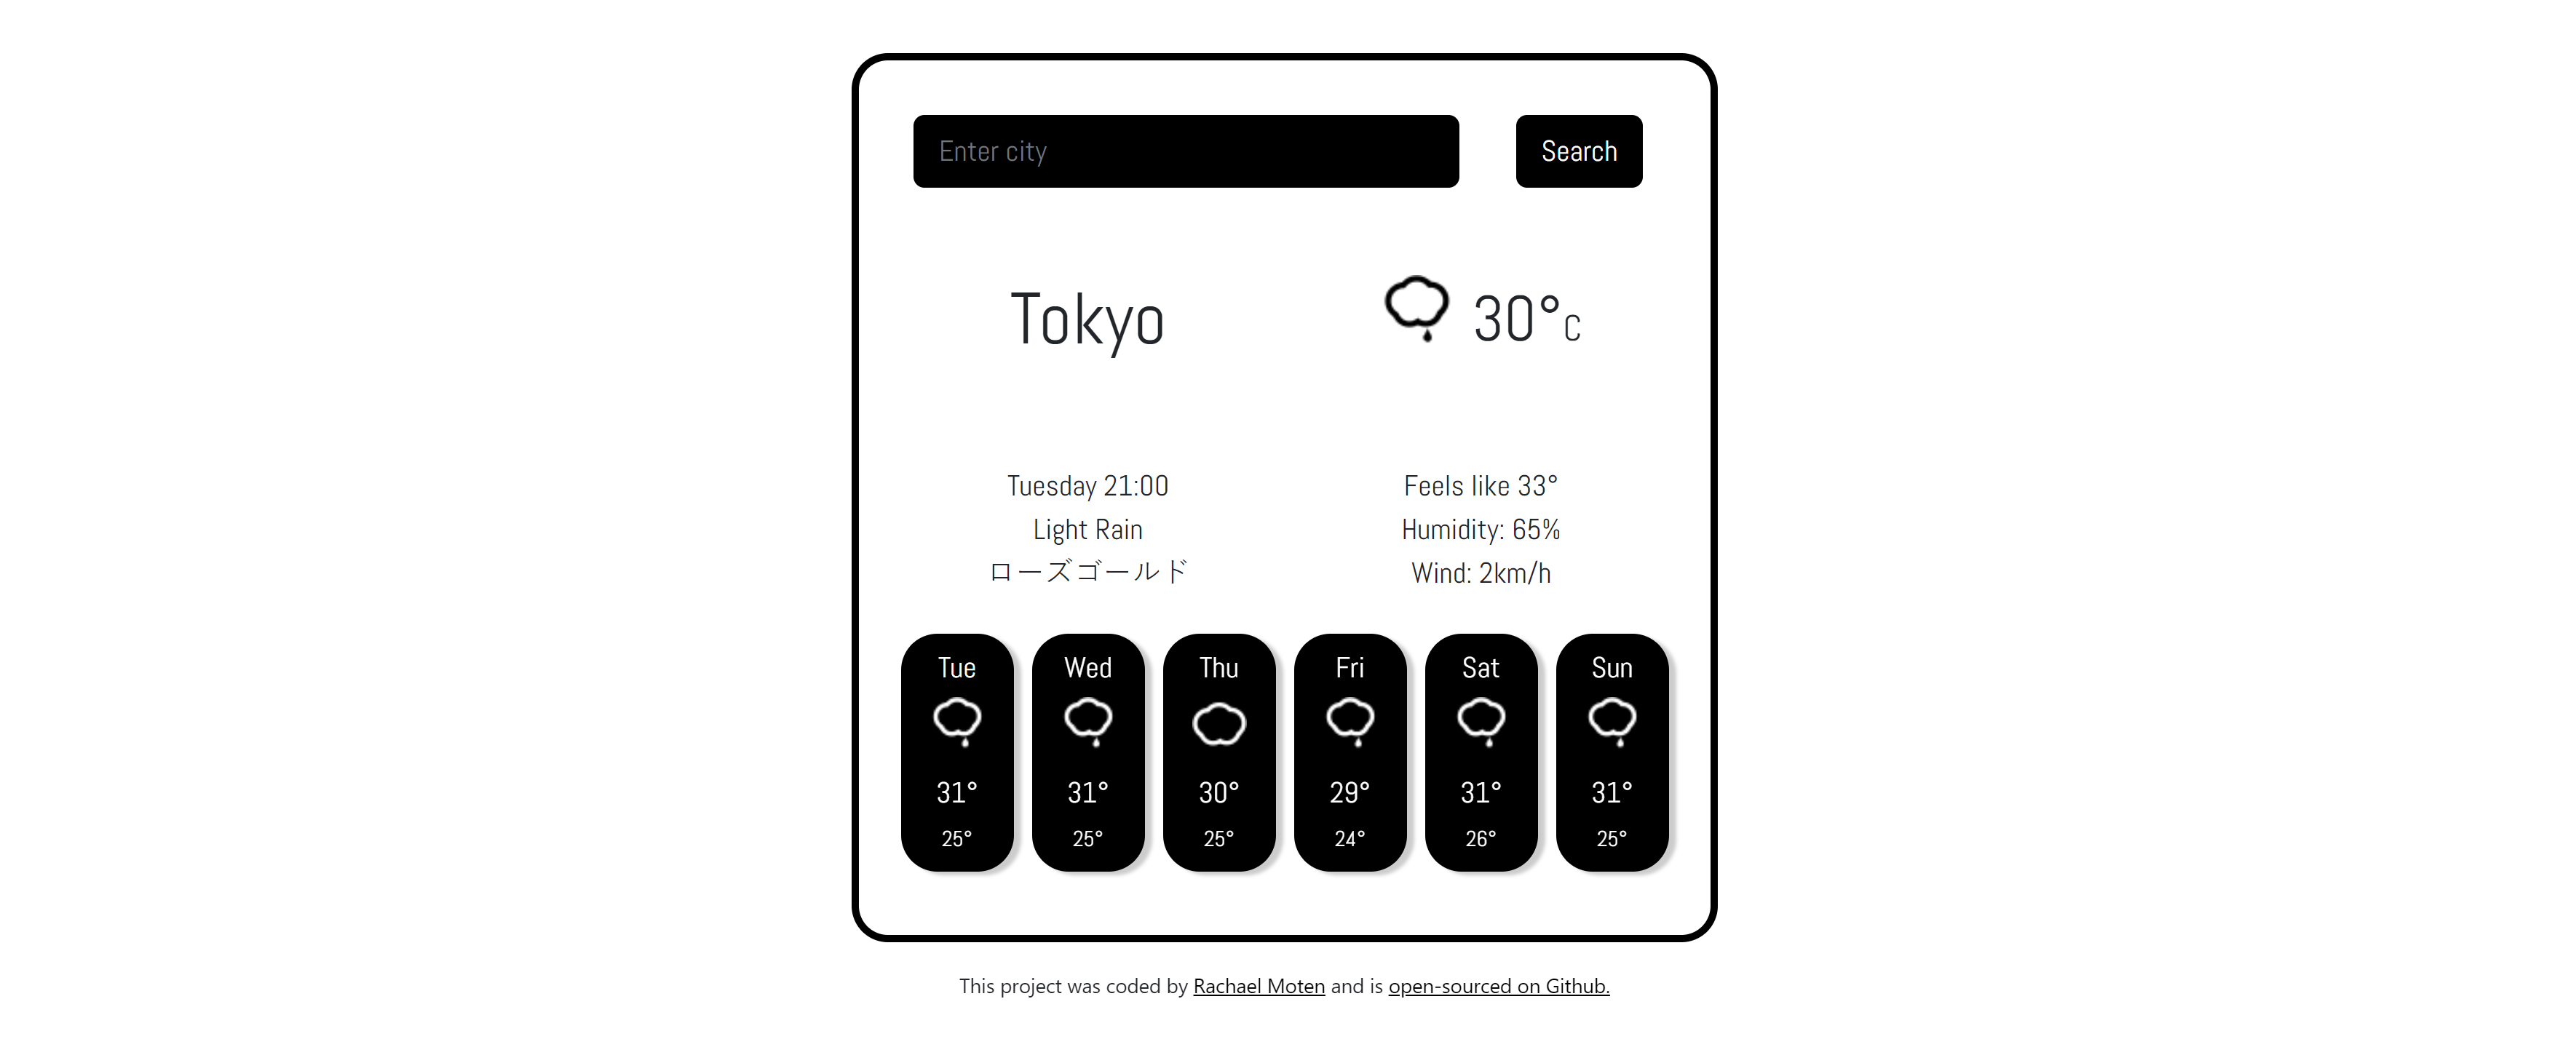 Enter city
Search
Tokyo
30°C
Tuesday 21:00
Light Rain
ローズゴールド
Feels like 33°
Humidity: 65%
Wind: 2km/h
Tue
31°
25°
Wed
31°
25°
Thu
30°
25°
Fri
29°
24°
Sat
31°
26°
Sun
31°
25°
This project was coded by Rachael Moten and is open-sourced on Github.